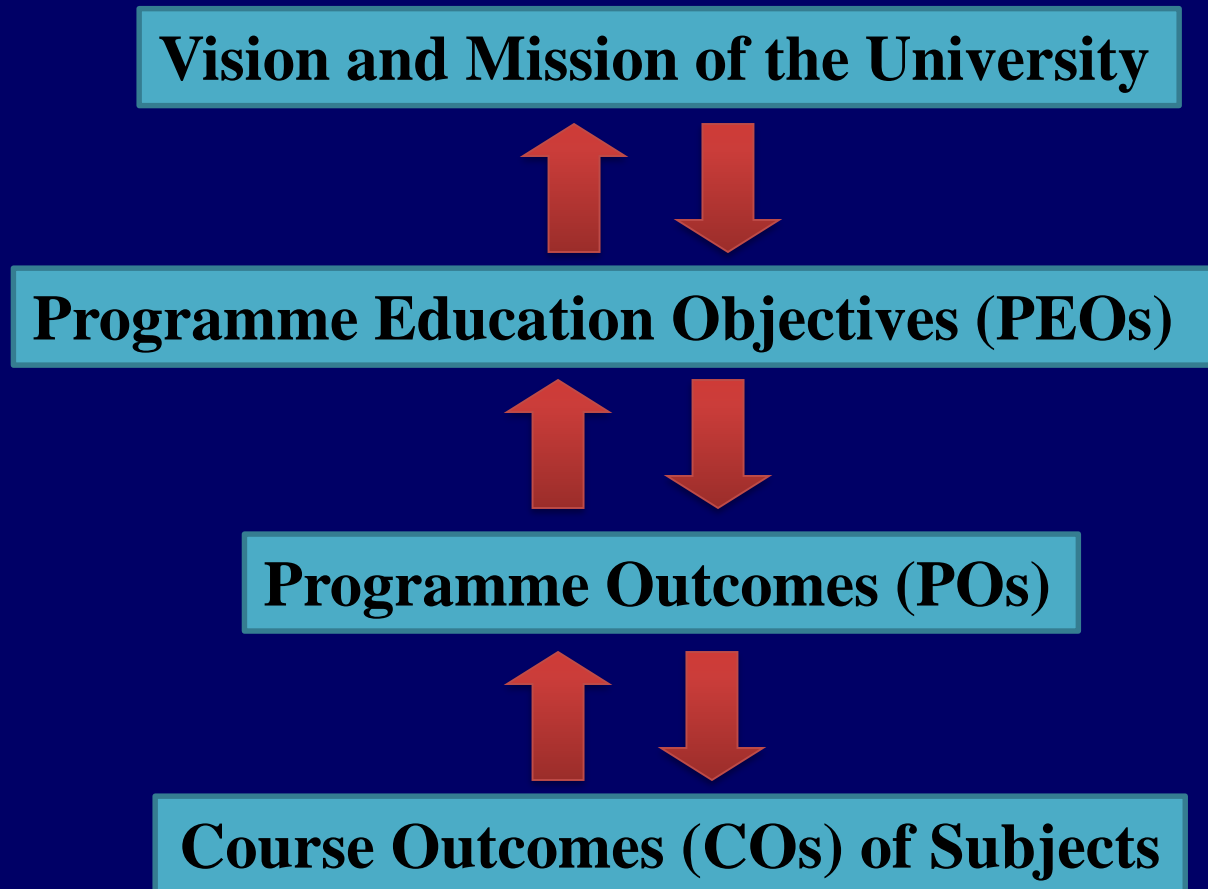 Vision and Mission of the University
Programme Education Objectives (PEOs)
Programme Outcomes (POs)
Course Outcomes (COs) of Subjects